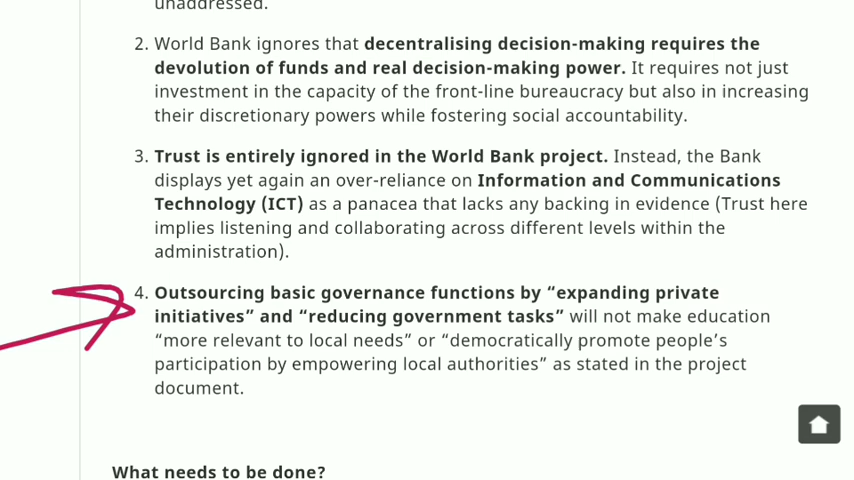 unaddressed.
2. World Bank ignores that decentralising decision-making requires the
devolution of funds and real decision-making power. It requires not just
investment in the capacity of the front-line bureaucracy but also in increasing
their discretionary powers while fostering social accountability.
3. Trust is entirely ignored in the World Bank project. Instead, the Bank
displays yet again an over-reliance on Information and Communications
Technology (ICT) as a panacea that lacks any backing in evidence (Trust here
implies listening and collaborating across different levels within the
administration).
4. Outsourcing basic governance functions by “expanding private
initiatives” and “reducing government tasks” will not make education
“more relevant to local needs” or “democratically promote people’s
participation by empowering local authorities” as stated in the project
document.
What needs to be done?